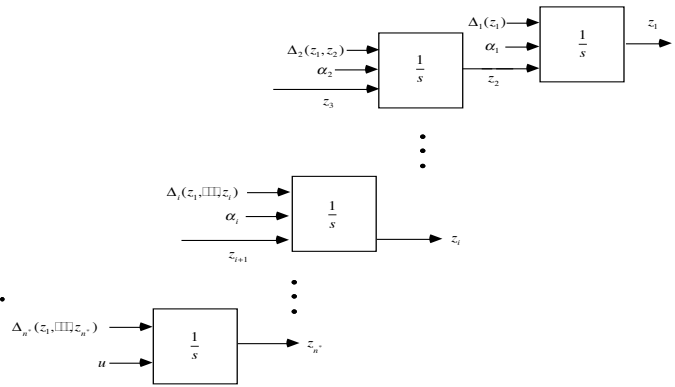 Δ₁(z₁)
α₁
1/s
z₁
Δ₂(z₁, z₂)
α₂
z₃
1/s
z₂
Δᵢ(z₁,□□□,zᵢ)
αᵢ
zᵢ₊₁
1/s
zᵢ
Δₙ*(z₁,□□□,zₙ*)
u
1/s
zₙ*